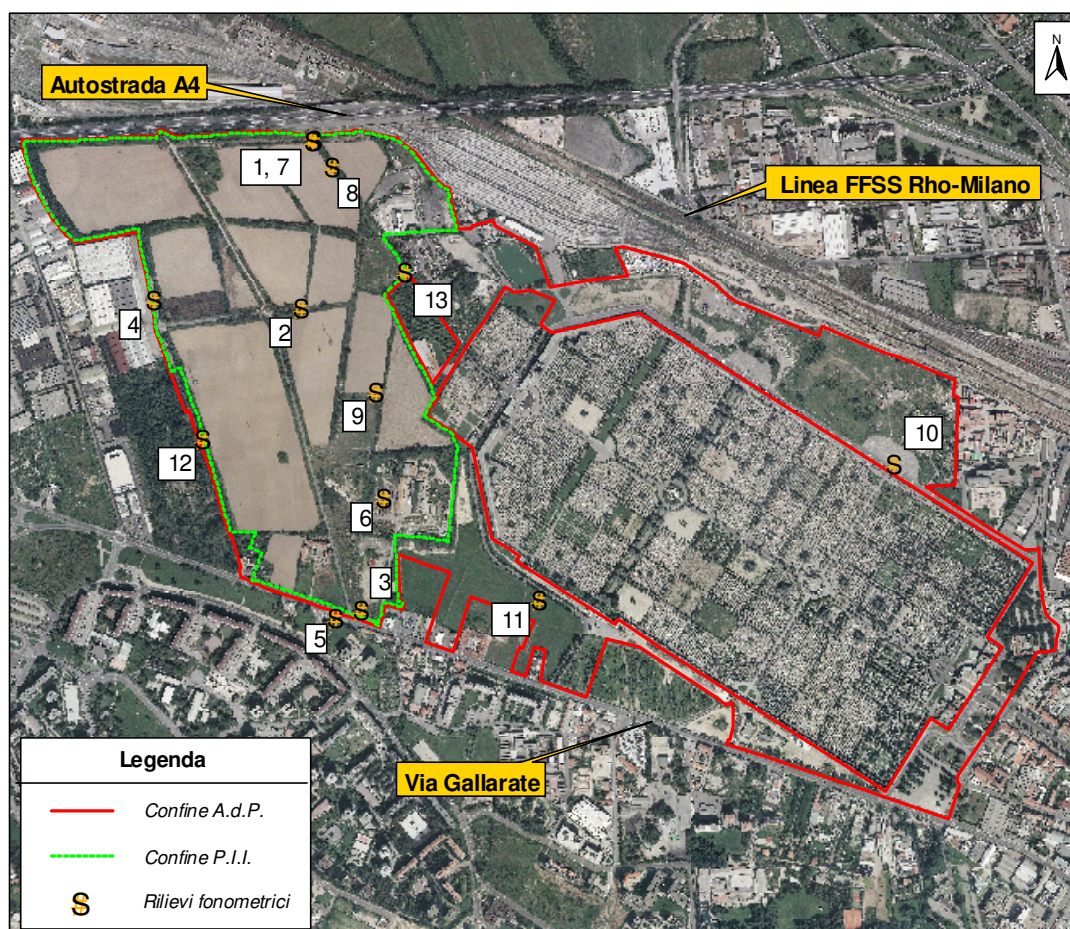 N
Autostrada A4
1, 7
8
Linea FFSS Rho-Milano
13
4
2
9
10
12
6
3
11
5
Via Gallarate
Legenda
Confine A.d.P.
Confine P.I.I.
S Rilievi fonometrici